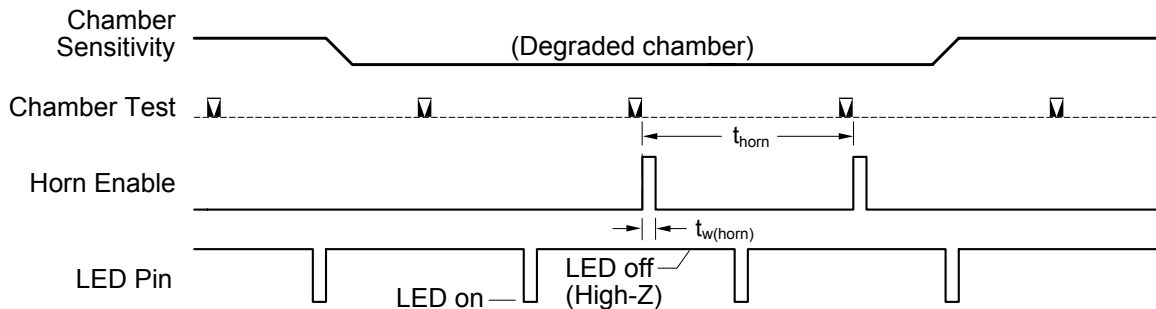 Chamber
Sensitivity
(Degraded chamber)
Chamber Test
thorn
Horn Enable
tw(horn)
LED Pin
LED off
(High-Z)
LED on